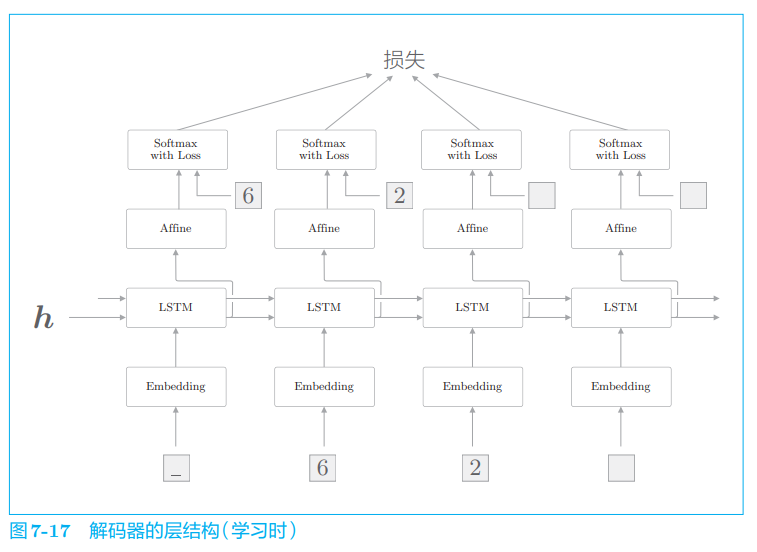 损失
Softmax with Loss Softmax with Loss Softmax with Loss Softmax with Loss
6 2
Affine Affine Affine Affine
h LSTM LSTM LSTM LSTM
Embedding Embedding Embedding Embedding
_ 6 2
图7-17 解码器的层结构(学习时)